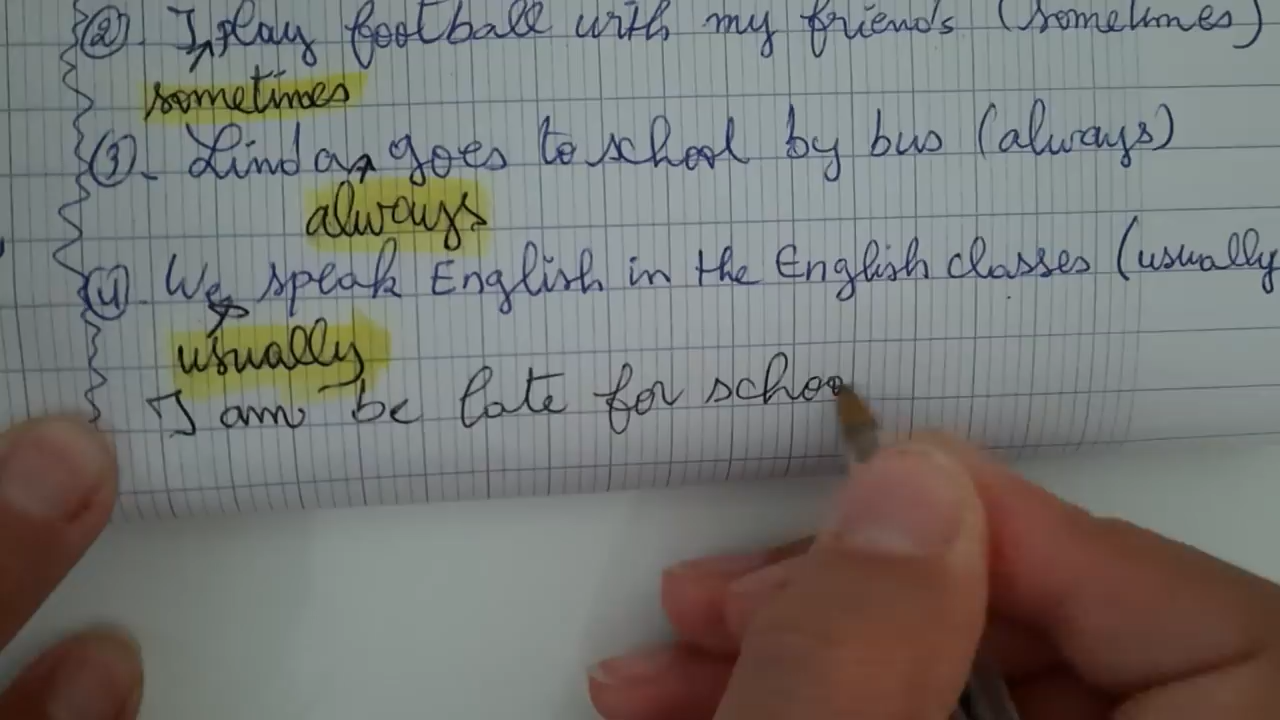 ② I play football with my friends (sometimes)
sometimes
(3). Linda goes to school by bus (always)
always
(4). We speak English in the English classes (usually
usually
I am be late for schoo